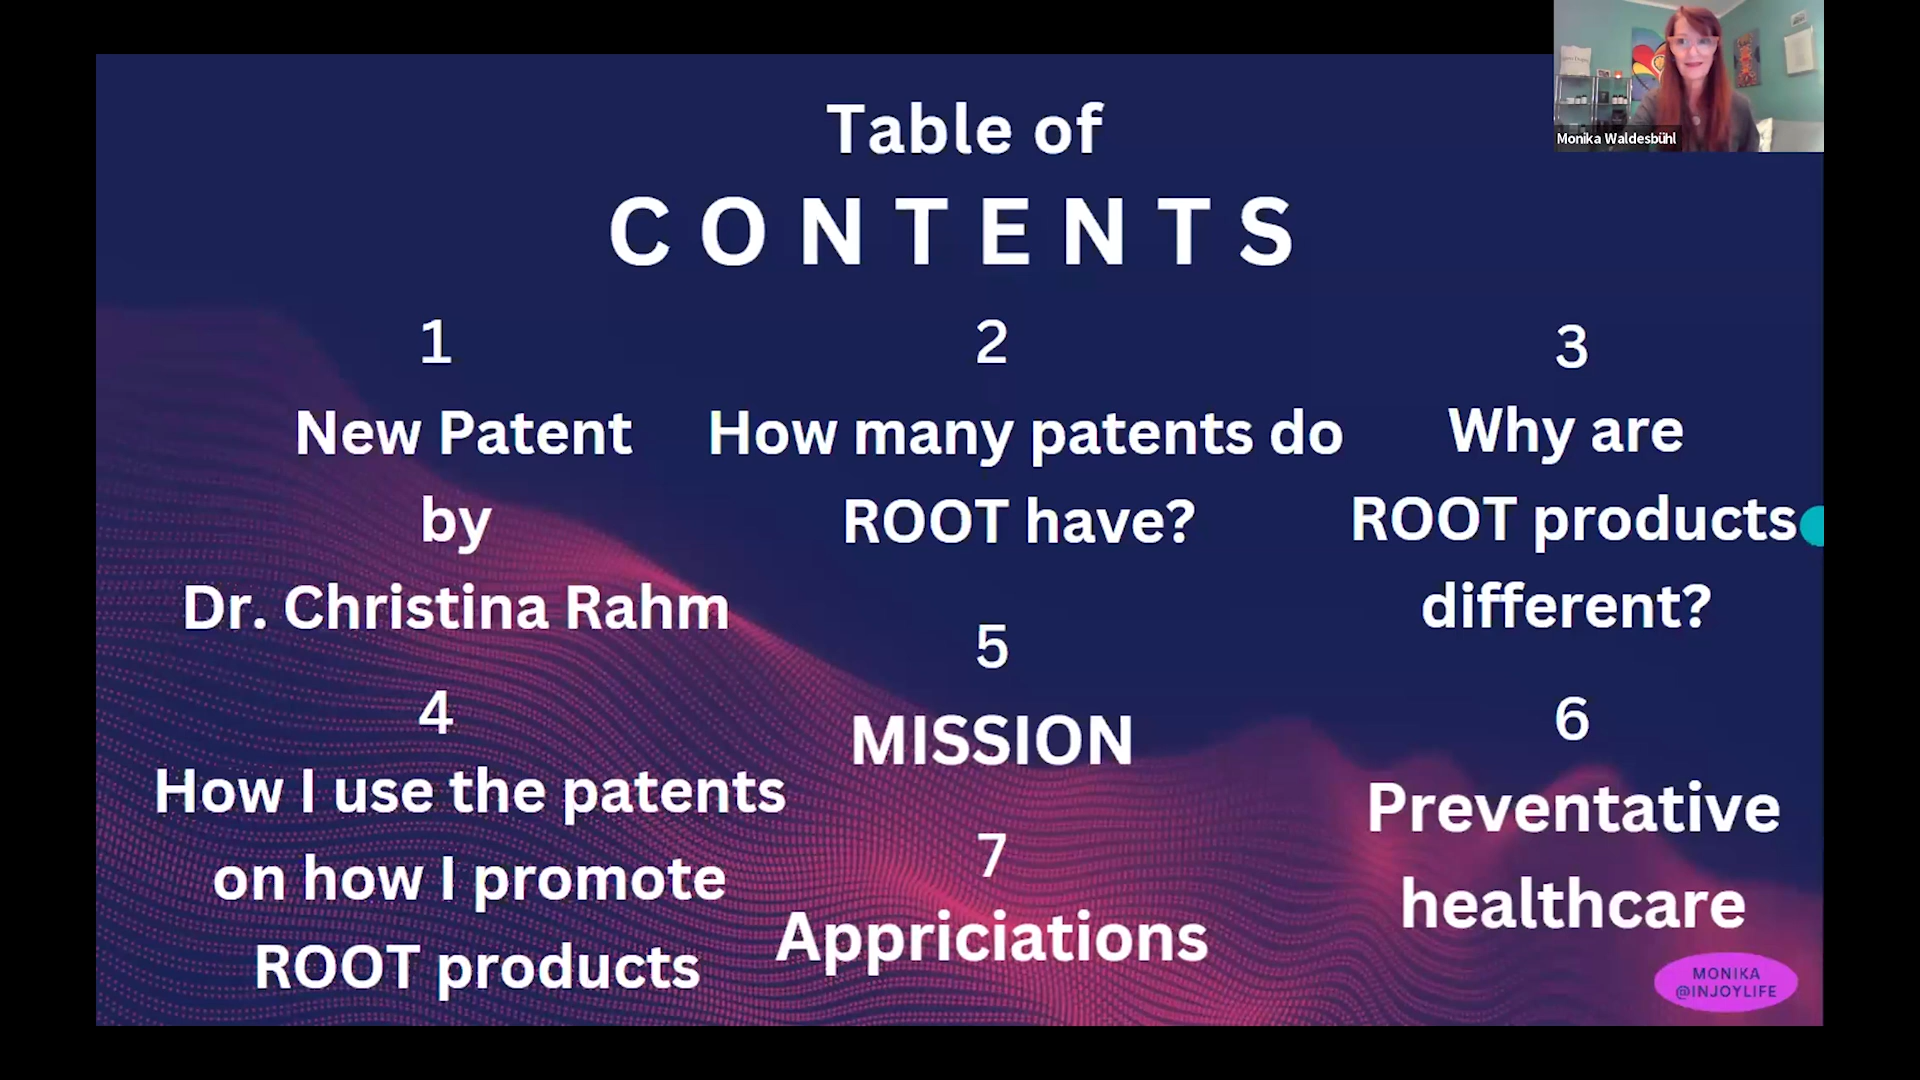 Monika Waldesbühl
Table of
CONTENTS
1
New Patent
by
Dr. Christina Rahm
2
How many patents do
ROOT have?
3
Why are
ROOT products
different?
4
How I use the patents
on how I promote
ROOT products
5
MISSION
6
Preventative
healthcare
7
Appriciations
MONIKA
@INJOYLIFE